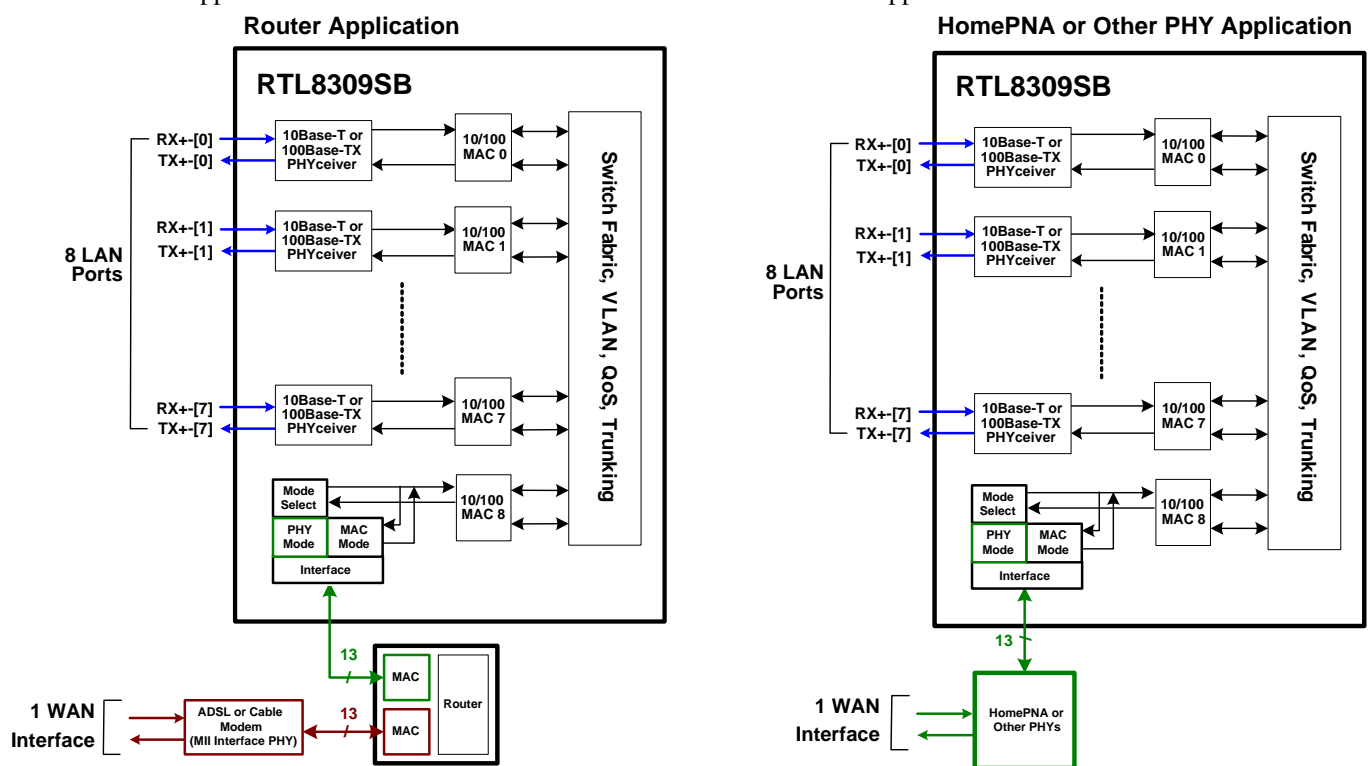 Router Application
RTL8309SB
RX+-[0]
TX+-[0]
10Base-T or
100Base-TX
PHYceiver
10/100
MAC 0
RX+-[1]
TX+-[1]
10Base-T or
100Base-TX
PHYceiver
10/100
MAC 1
8 LAN
Ports
RX+-[7]
TX+-[7]
10Base-T or
100Base-TX
PHYceiver
10/100
MAC 7
Switch Fabric, VLAN, QoS, Trunking
Mode
Select
PHY
Mode
MAC
Mode
Interface
10/100
MAC 8
13
MAC
Router
1 WAN
Interface
ADSL or Cable
Modem
(MII Interface PHY)
13
MAC
HomePNA or Other PHY Application
RTL8309SB
RX+-[0]
TX+-[0]
10Base-T or
100Base-TX
PHYceiver
10/100
MAC 0
RX+-[1]
TX+-[1]
10Base-T or
100Base-TX
PHYceiver
10/100
MAC 1
8 LAN
Ports
RX+-[7]
TX+-[7]
10Base-T or
100Base-TX
PHYceiver
10/100
MAC 7
Switch Fabric, VLAN, QoS, Trunking
Mode
Select
PHY
Mode
MAC
Mode
Interface
10/100
MAC 8
13
1 WAN
Interface
HomePNA or
Other PHYs